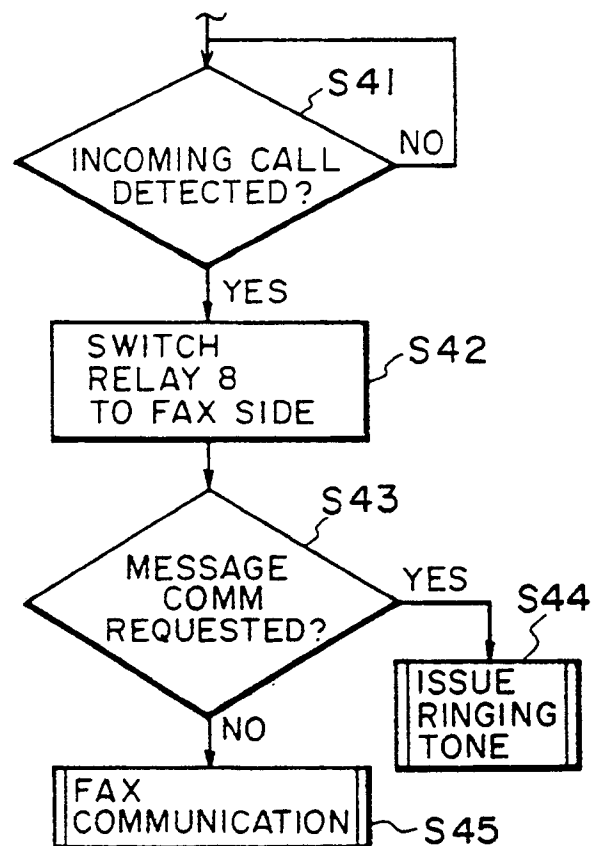 S41
NO
INCOMING CALL
DETECTED?
YES
SWITCH
RELAY 8
TO FAX SIDE
S42
S43
MESSAGE
COMM
REQUESTED?
YES
S44
ISSUE
RINGING
TONE
NO
FAX
COMMUNICATION
S45